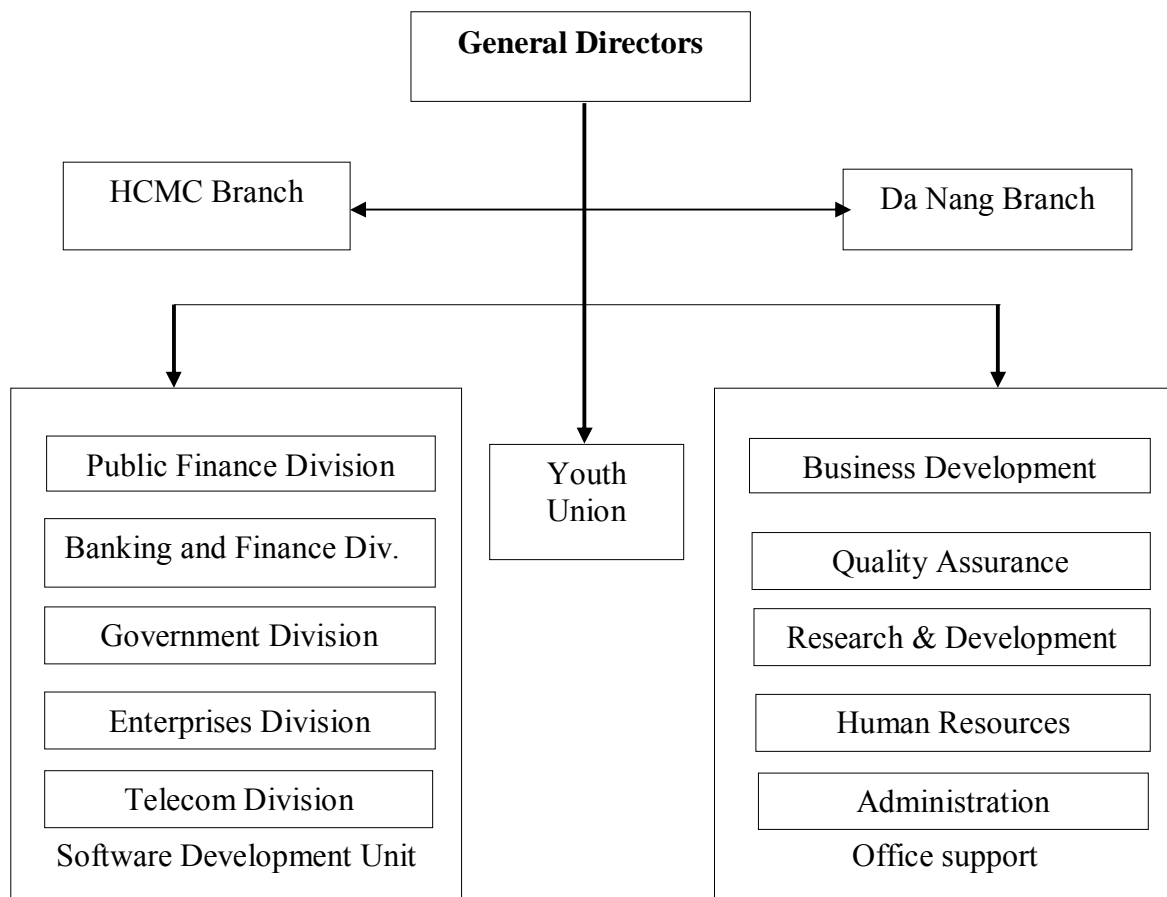 General Directors
HCMC Branch
Da Nang Branch
Public Finance Division
Banking and Finance Div.
Government Division
Enterprises Division
Telecom Division
Software Development Unit
Youth
Union
Business Development
Quality Assurance
Research & Development
Human Resources
Administration
Office support